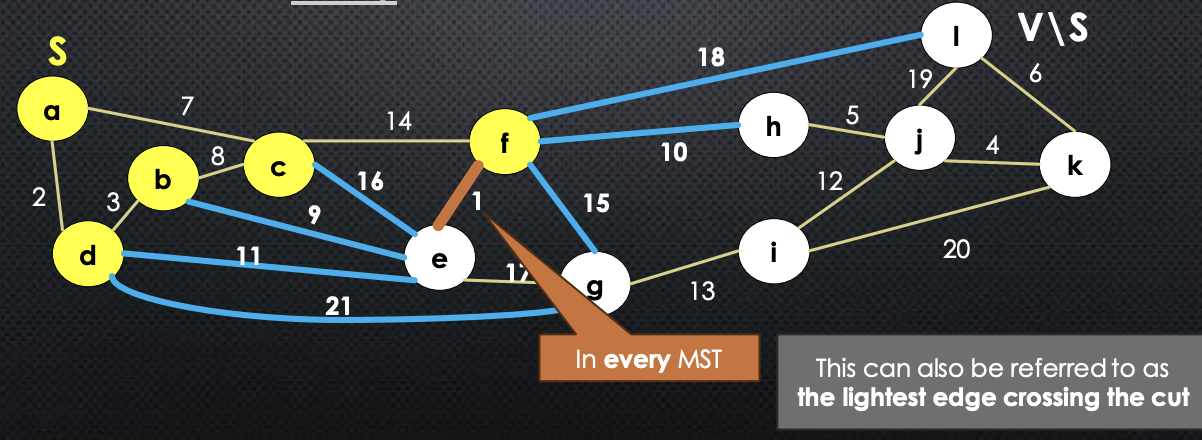 S
V\S
l
18
19
6
a
7
14
f
h
5
j
4
k
10
b
8
c
16
2
3
9
1
15
12
d
11
e
i
20
17
g
13
21
In every MST
This can also be referred to as
the lightest edge crossing the cut